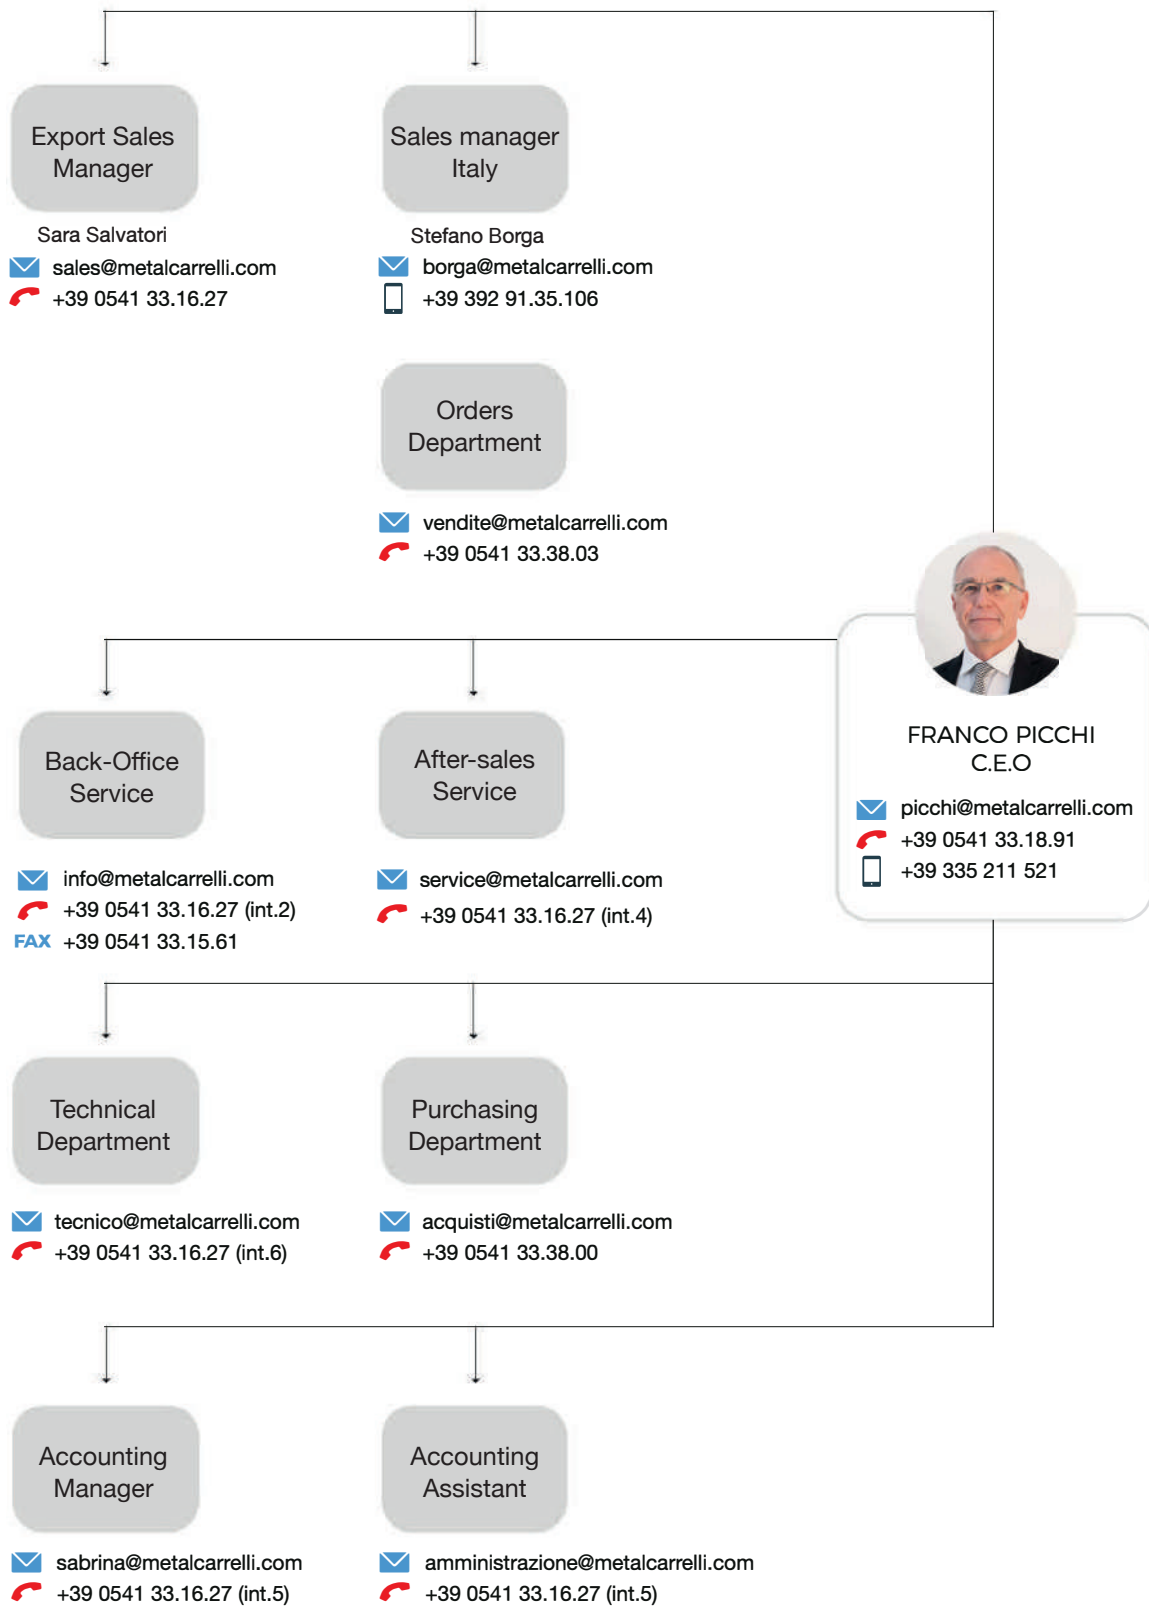 Export Sales
Manager
Sara Salvatori
sales@metalcarrelli.com
+39 0541 33.16.27
Sales manager
Italy
Stefano Borga
borga@metalcarrelli.com
+39 392 91.35.106
Orders
Department
vendite@metalcarrelli.com
+39 0541 33.38.03
FRANCO PICCHI
C.E.O
picchi@metalcarrelli.com
+39 0541 33.18.91
+39 335 211 521
Back-Office
Service
info@metalcarrelli.com
+39 0541 33.16.27 (int.2)
FAX +39 0541 33.15.61
After-sales
Service
service@metalcarrelli.com
+39 0541 33.16.27 (int.4)
Technical
Department
tecnico@metalcarrelli.com
+39 0541 33.16.27 (int.6)
Purchasing
Department
acquisti@metalcarrelli.com
+39 0541 33.38.00
Accounting
Manager
sabrina@metalcarrelli.com
+39 0541 33.16.27 (int.5)
Accounting
Assistant
amministrazione@metalcarrelli.com
+39 0541 33.16.27 (int.5)